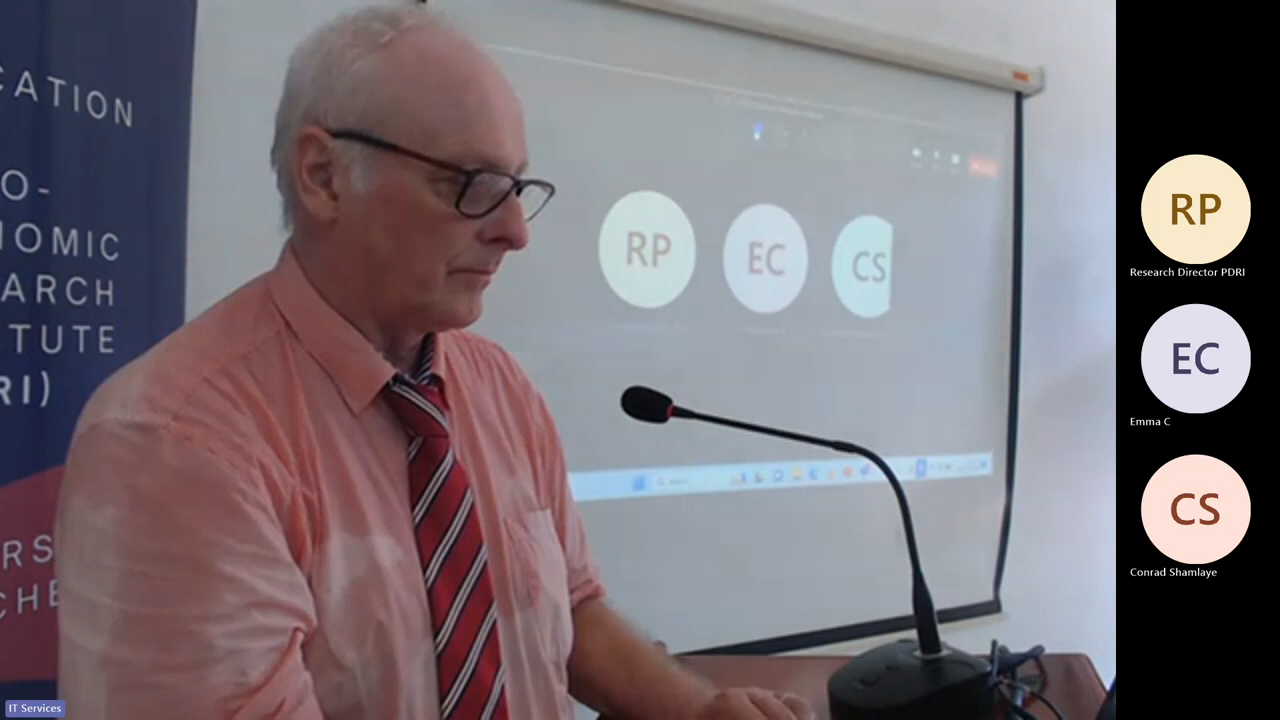 CATION
O-
NOMIC
ARCH
TUTE
RI)
RS
CHE
RP
EC
CS
RP
Research Director PDRI
EC
Emma C
CS
Conrad Shamlaye
IT Services